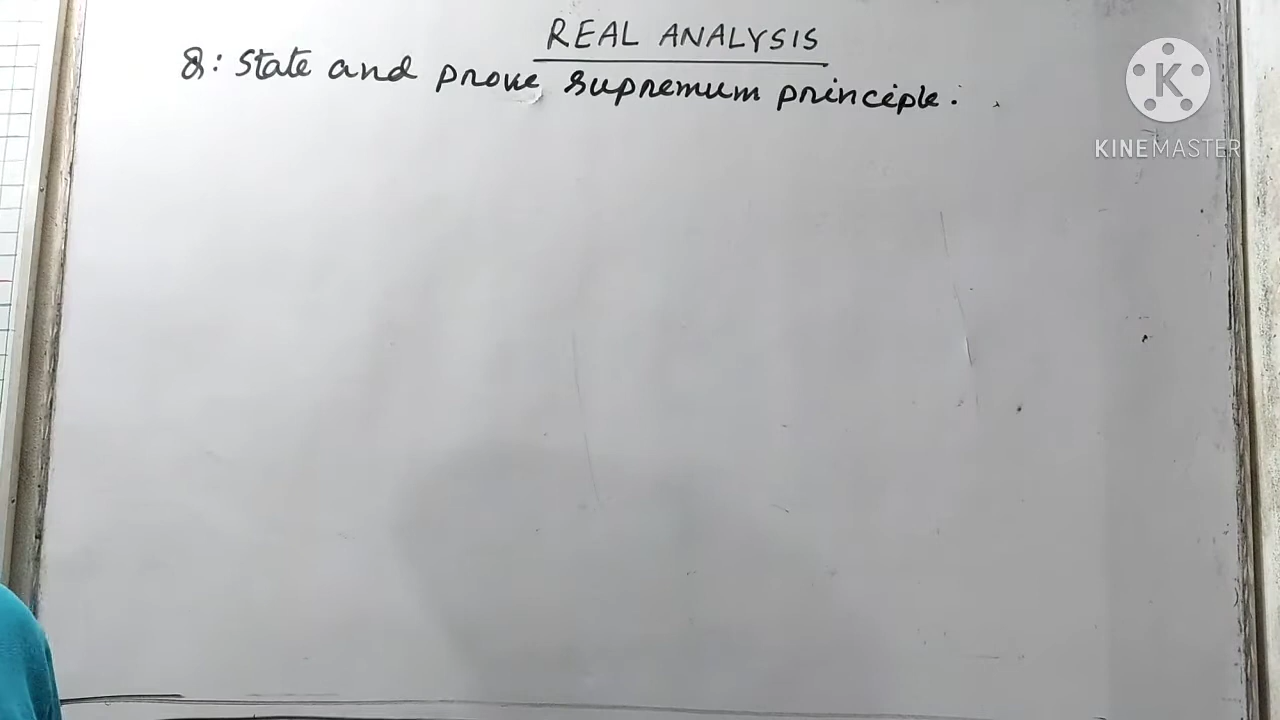 REAL ANALYSIS
Q: State and prove supremum principle.
K
KINEMASTER